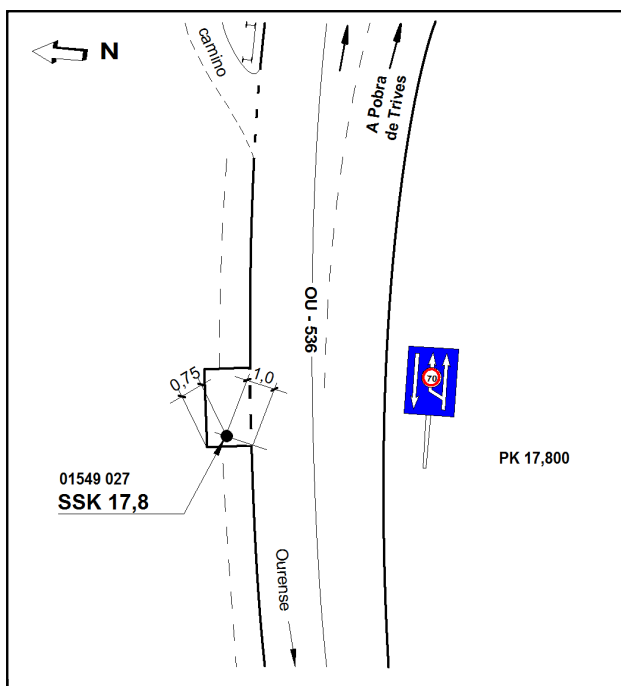 N
camino
A Pobra
de Trives
OU - 536
0,75
1,0
70
01549 027
SSK 17,8
PK 17,800
Ourense